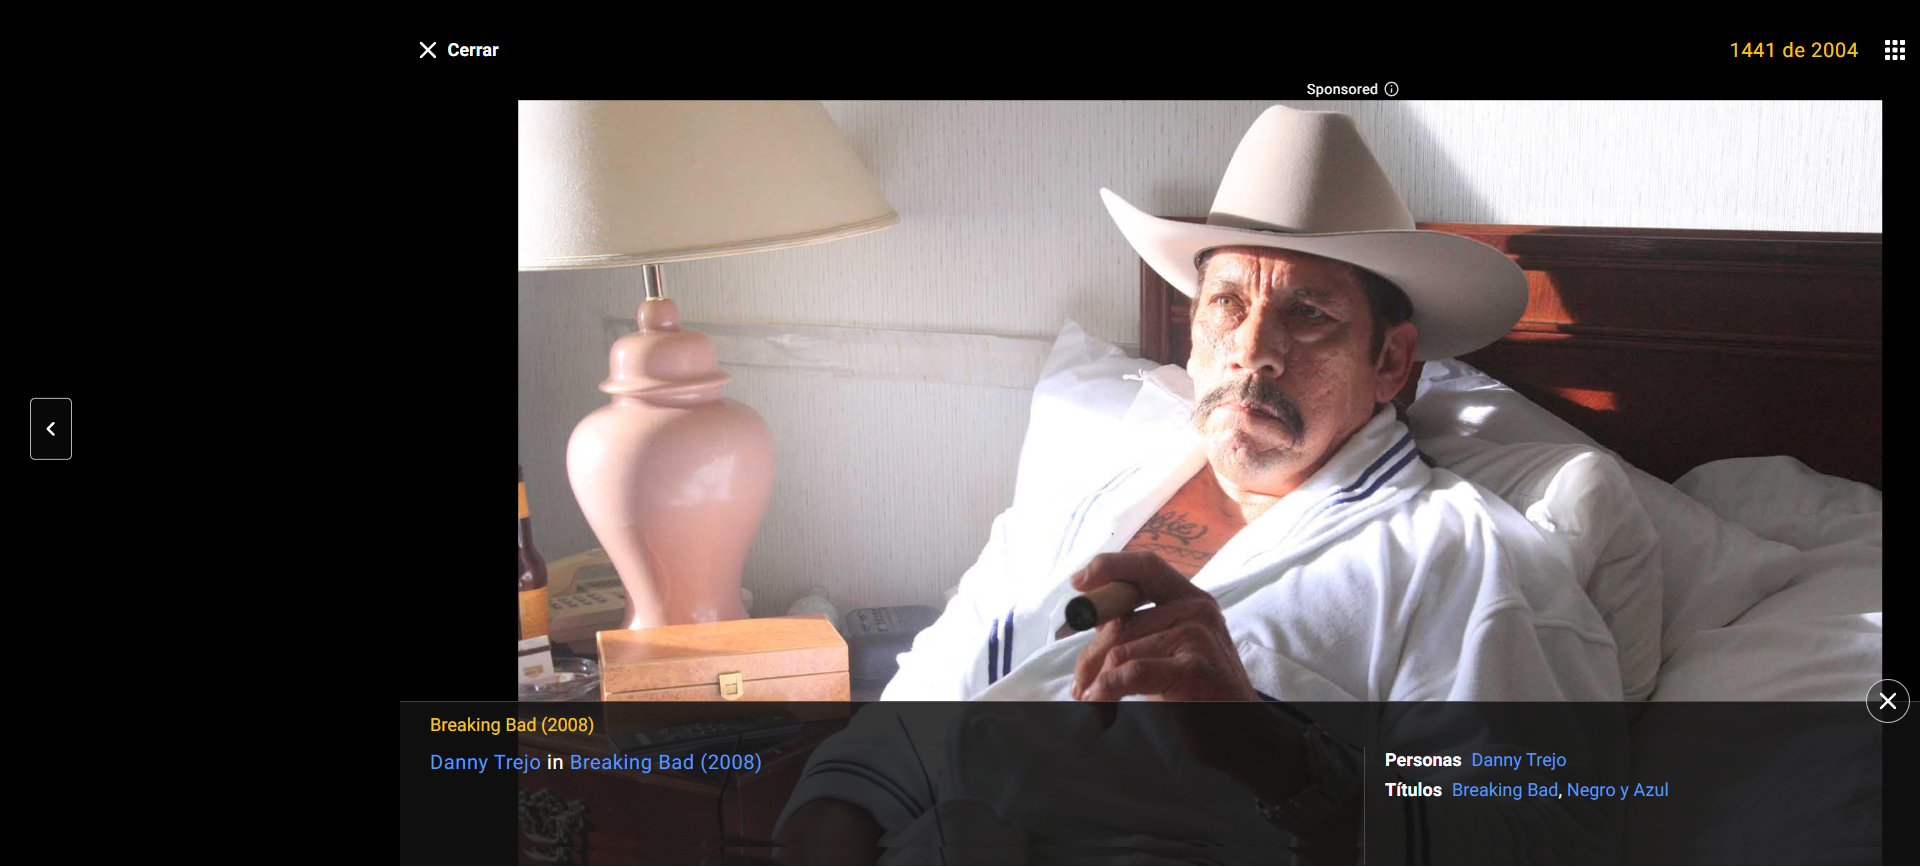 Cerrar
1441 de 2004
Sponsored
Breaking Bad (2008)
Danny Trejo in Breaking Bad (2008)
Personas Danny Trejo
Títulos Breaking Bad, Negro y Azul